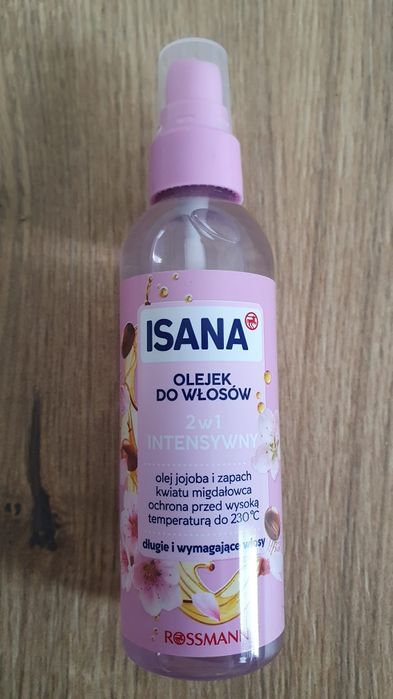 ISANA
OLEJEK
DO WŁOSÓW
2w1
INTENSYWNY
olej jojoba i zapach
kwiatu migdałowca
ochrona przed wysoką
temperaturą do 230°C
długie i wymagające włosy
ROSSMANN